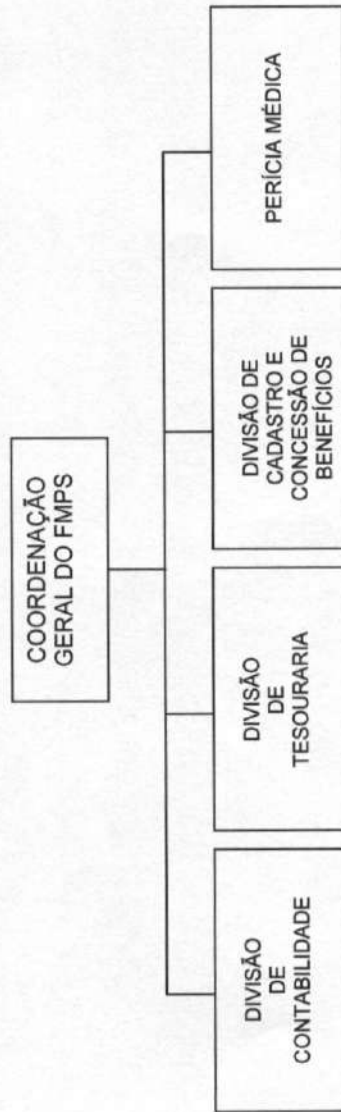 COORDENAÇÃO
GERAL DO FMPS
DIVISÃO
DE
CONTABILIDADE
DIVISÃO
DE
TESOURARIA
DIVISÃO DE
CADASTRO E
CONCESSÃO DE
BENEFÍCIOS
PERÍCIA MÉDICA